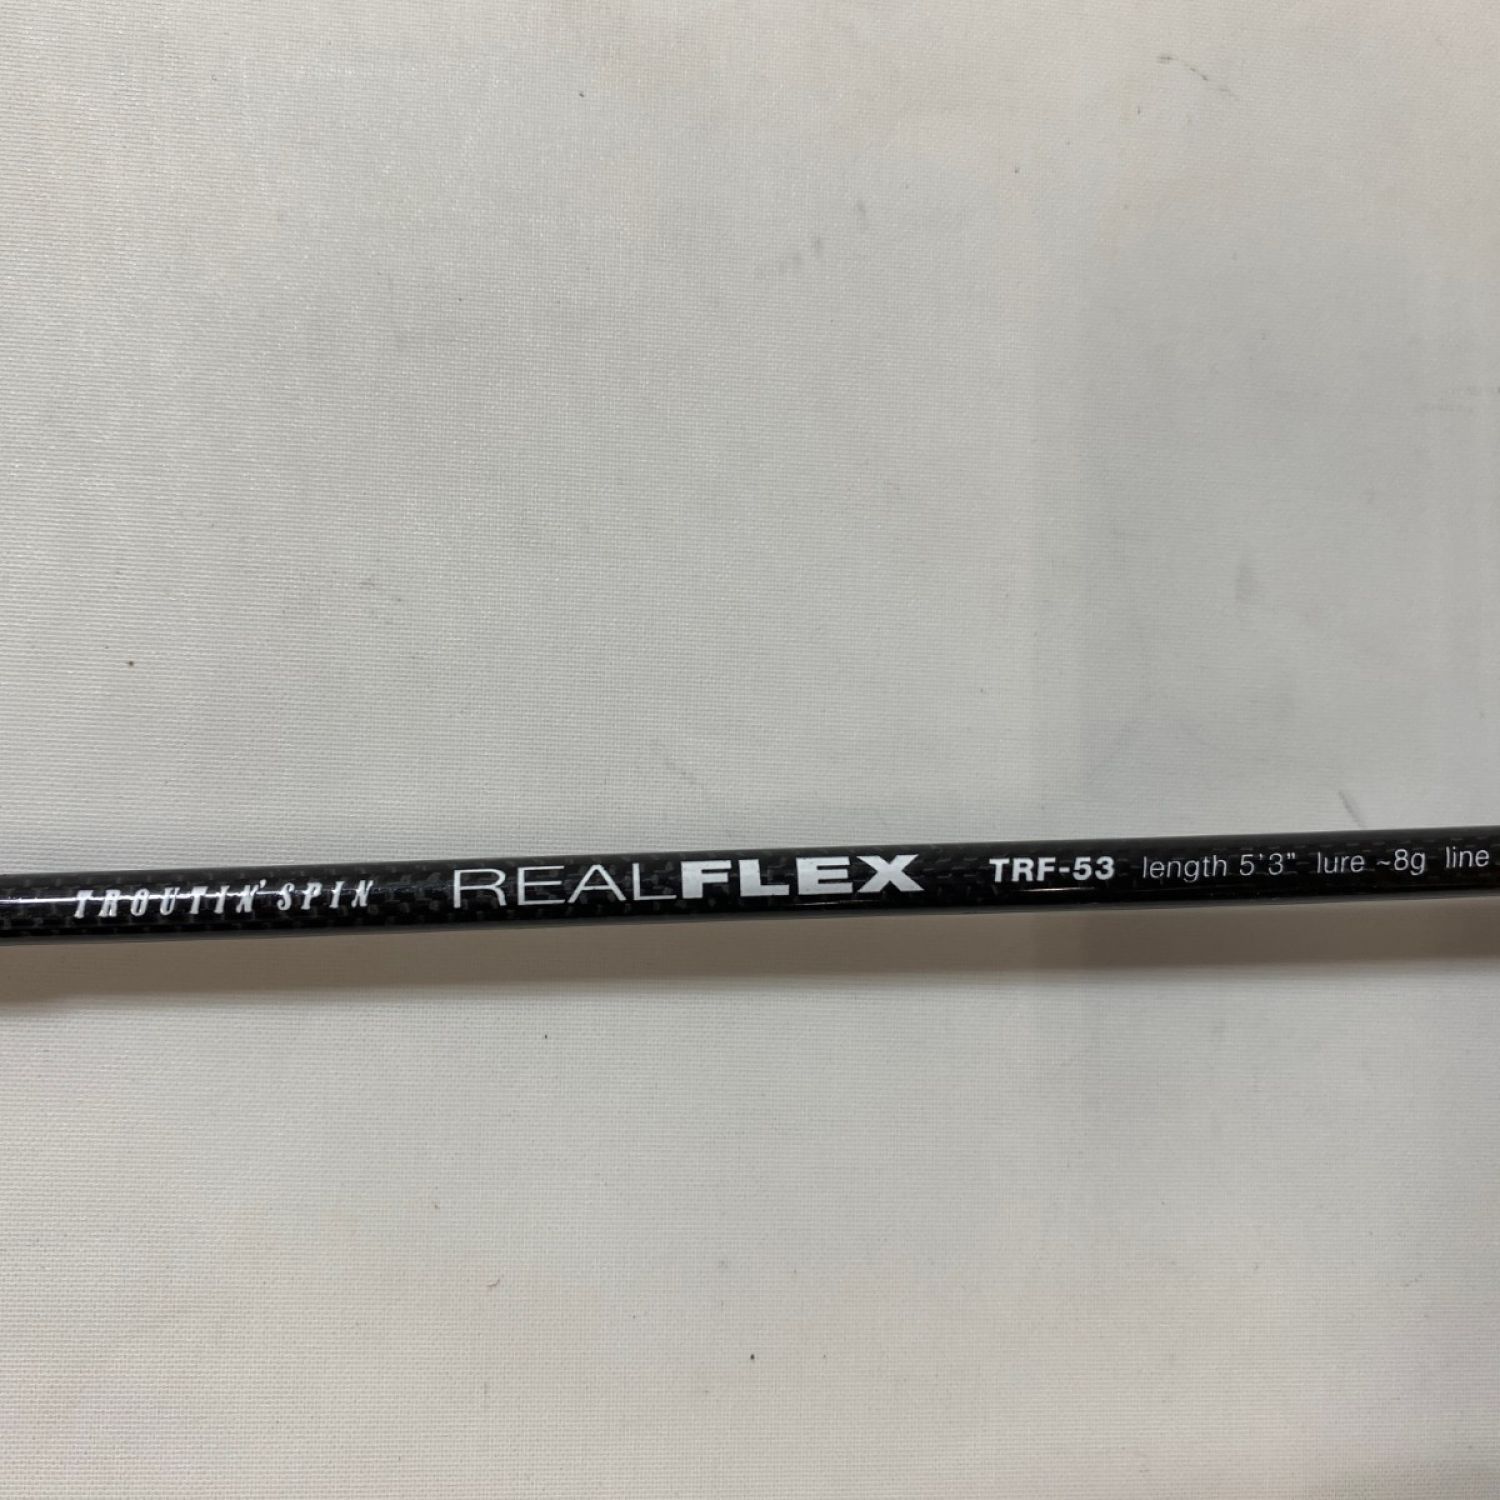 TROUTIN' SPIN REALFLEX TRF-53 length 5'3" lure ~8g line